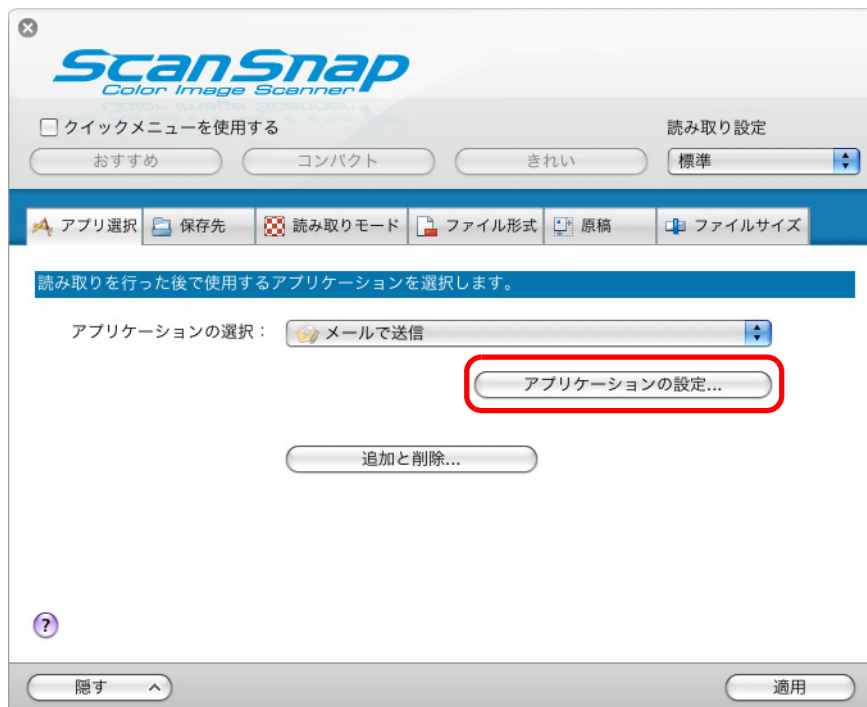 ScanSnap
Color Image Scanner
クイックメニューを使用する
読み取り設定
おすすめ コンパクト きれい 標準
アプリ選択 保存先 読み取りモード ファイル形式 原稿 ファイルサイズ
読み取りを行った後で使用するアプリケーションを選択します。
アプリケーションの選択： メールで送信
アプリケーションの設定...
追加と削除...
?
隠す 適用